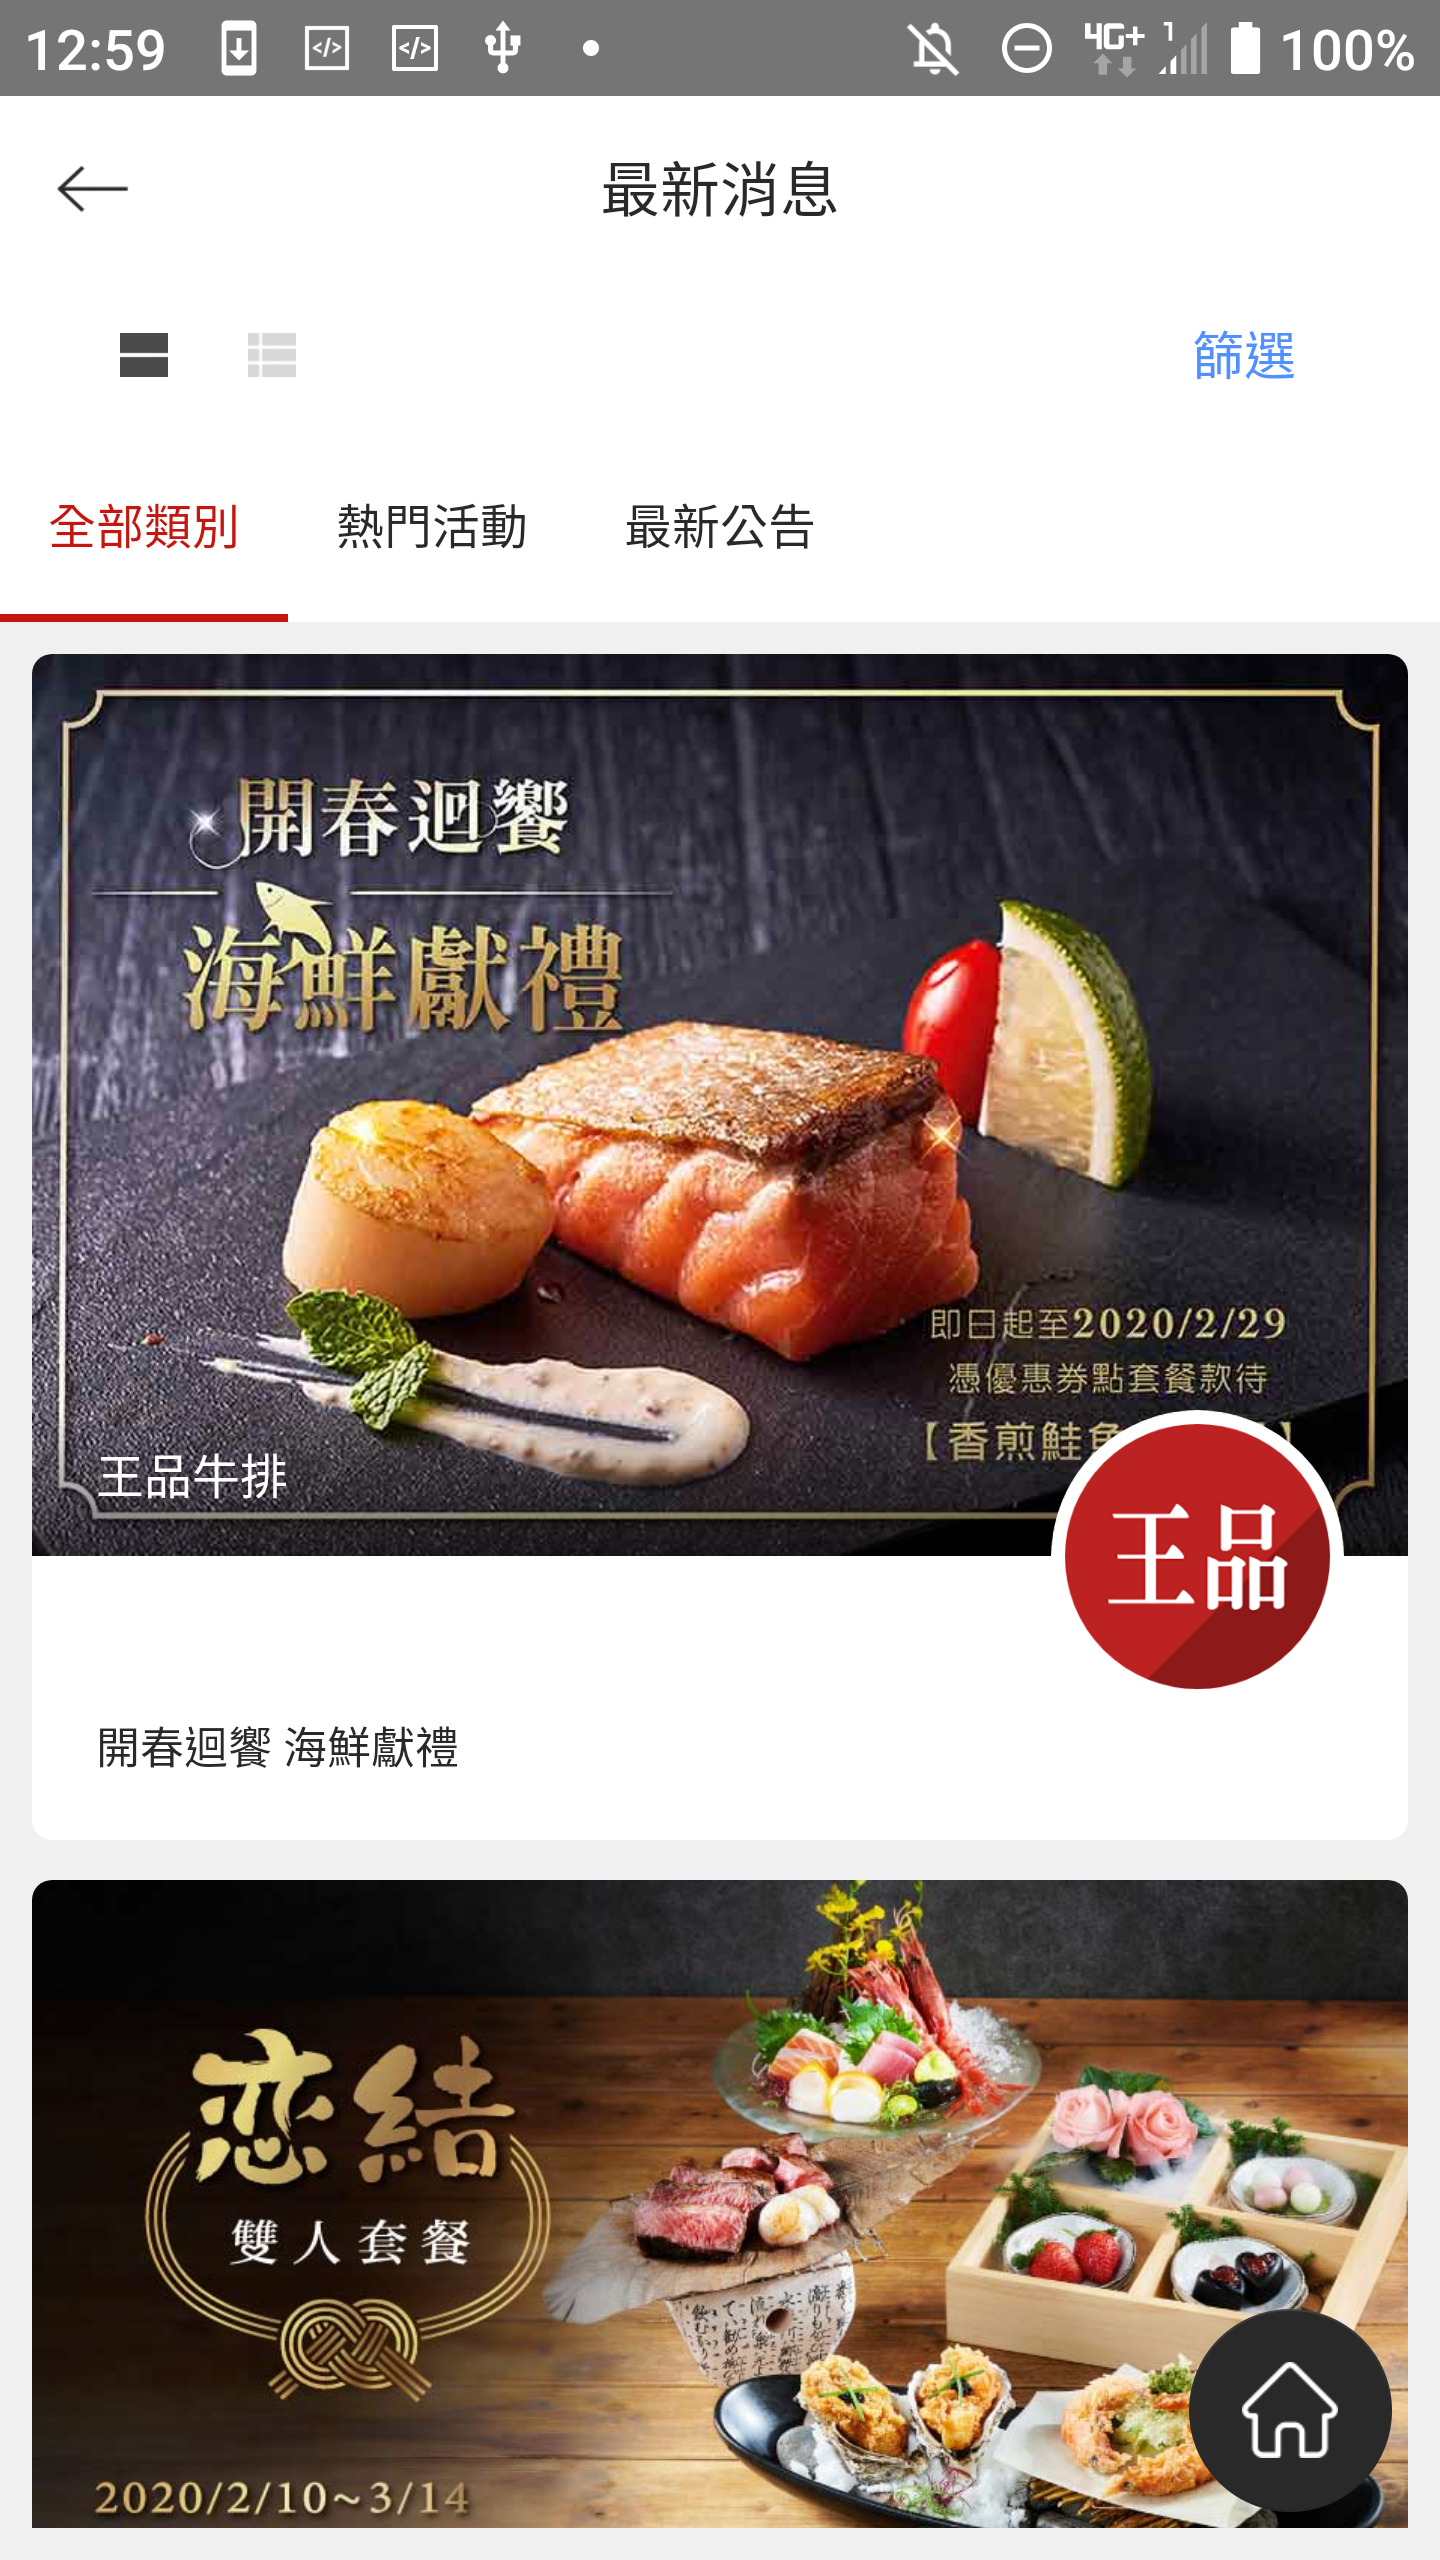 12:59
4G+
1
100%
最新消息
篩選
全部類別
熱門活動
最新公告
開春迴饗
海鮮獻禮
即日起至2020/2/29
憑優惠券點套餐款待
【香煎鮭魚
王品牛排
王品
開春迴饗 海鮮獻禮
恋結
雙人套餐
2020/2/10~3/14